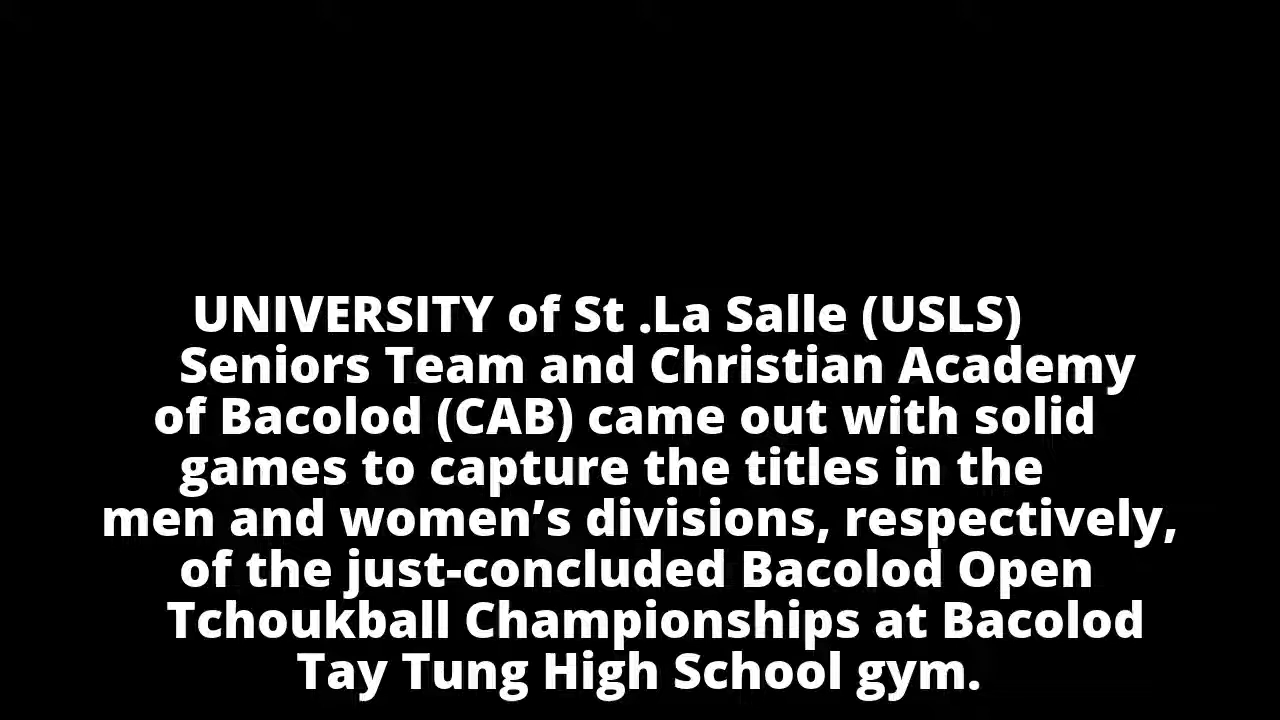 UNIVERSITY of St .La Salle (USLS)
Seniors Team and Christian Academy
of Bacolod (CAB) came out with solid
games to capture the titles in the
men and women’s divisions, respectively,
of the just-concluded Bacolod Open
Tchoukball Championships at Bacolod
Tay Tung High School gym.